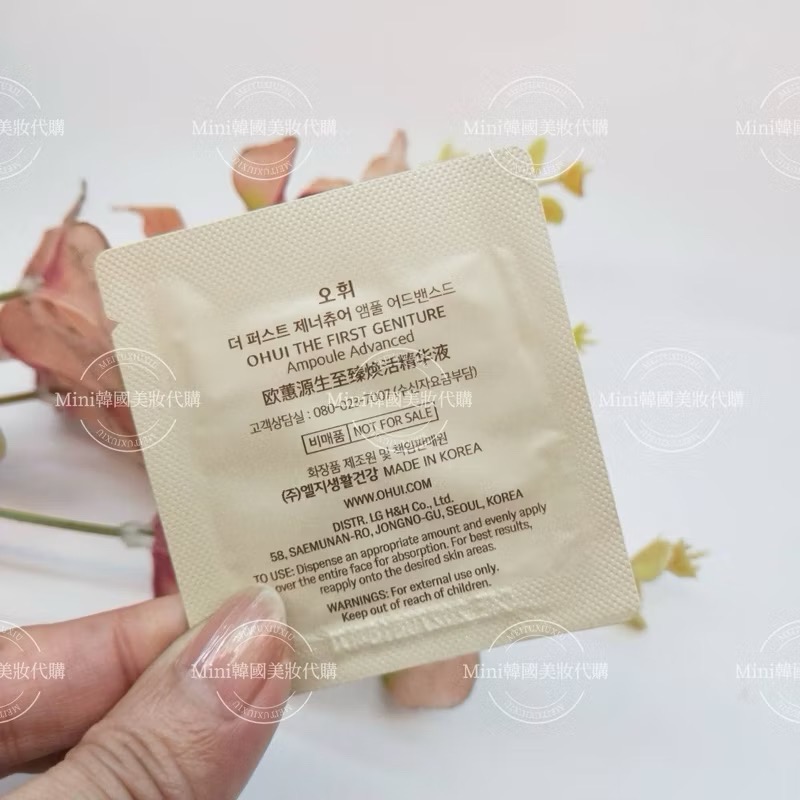 오휘
더 퍼스트 제너츄어 앰풀 어드밴스드
OHUI THE FIRST GENITURE
Ampoule Advanced
欧蕙源生至臻焕活精华液
고객상담실 : 080-023-7007 (수신자요금부담)
비매품 NOT FOR SALE
화장품 제조원 및 책임판매원
(주)엘지생활건강 MADE IN KOREA
WWW.OHUI.COM
DISTR. LG H&H Co., Ltd.
58, SAEMUNAN-RO, JONGNO-GU, SEOUL, KOREA
TO USE: Dispense an appropriate amount and evenly apply
over the entire face for absorption. For best results,
reapply onto the desired skin areas.
WARNINGS: For external use only.
Keep out of reach of children.
Mini韓國美妝代購
MEIYUXIUXIU